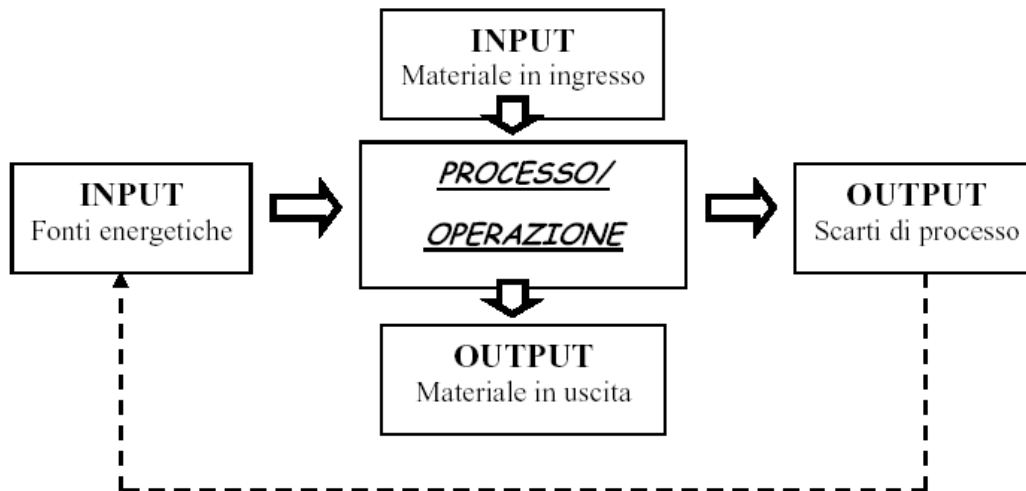 INPUT
Materiale in ingresso
INPUT
Fonti energetiche
PROCESSO/
OPERAZIONE
OUTPUT
Scarti di processo
OUTPUT
Materiale in uscita